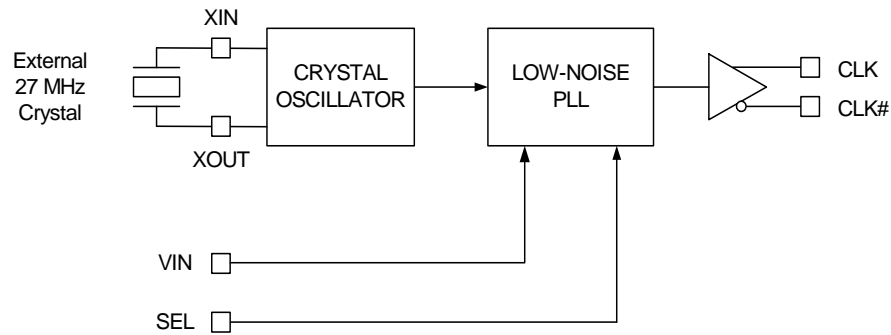 XIN
External
27 MHz
Crystal
CRYSTAL
OSCILLATOR
LOW-NOISE
PLL
CLK
CLK#
XOUT
VIN
SEL